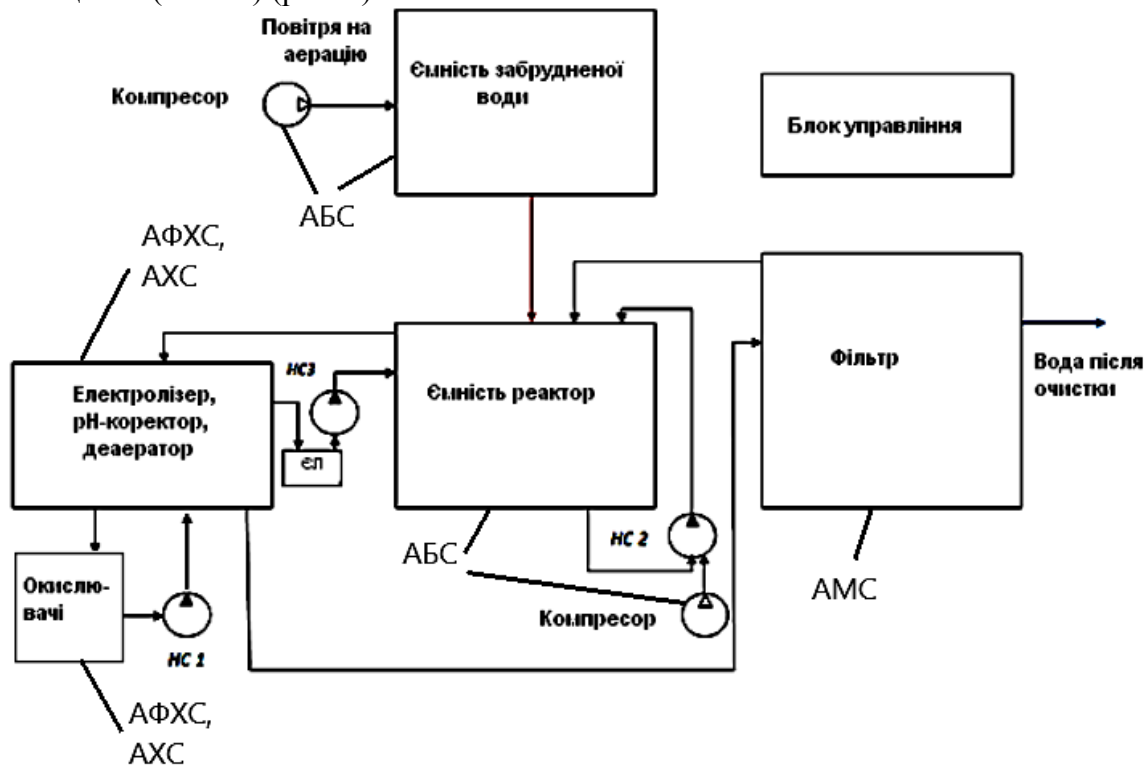 Повітря на
аерацію
Компресор
Ємність забрудненої
води
Блок управління
АБС
АФХС,
АХС
Електролізер,
рН-коректор,
деаератор
НС3
ЄЛ
Ємність реактор
Фільтр
Вода після
очистки
НС 2
АБС
Компресор
АМС
Окислю-
вачі
НС 1
АФХС,
АХС